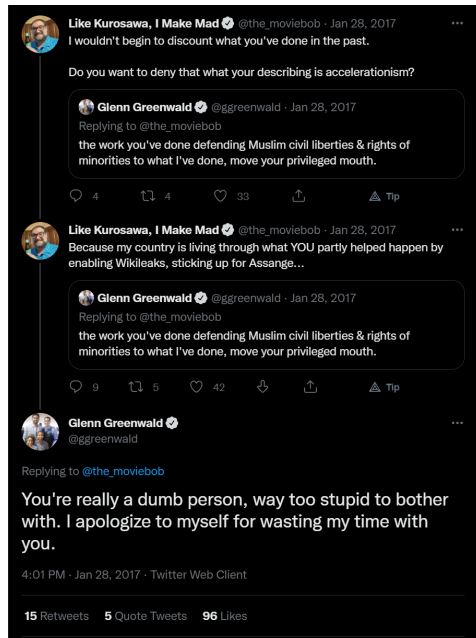 Like Kurosawa, I Make Mad @the_moviebob · Jan 28, 2017
I wouldn't begin to discount what you've done in the past.
Do you want to deny that what your describing is accelerationism?
Glenn Greenwald @ggreenwald · Jan 28, 2017
Replying to @the_moviebob
the work you've done defending Muslim civil liberties & rights of
minorities to what I've done, move your privileged mouth.
4 4 33 Tip
Like Kurosawa, I Make Mad @the_moviebob · Jan 28, 2017
Because my country is living through what YOU partly helped happen by
enabling Wikileaks, sticking up for Assange...
Glenn Greenwald @ggreenwald · Jan 28, 2017
Replying to @the_moviebob
the work you've done defending Muslim civil liberties & rights of
minorities to what I've done, move your privileged mouth.
9 5 42 Tip
Glenn Greenwald
@ggreenwald
Replying to @the_moviebob
You're really a dumb person, way too stupid to bother
with. I apologize to myself for wasting my time with
you.
4:01 PM · Jan 28, 2017 · Twitter Web Client
15 Retweets 5 Quote Tweets 96 Likes